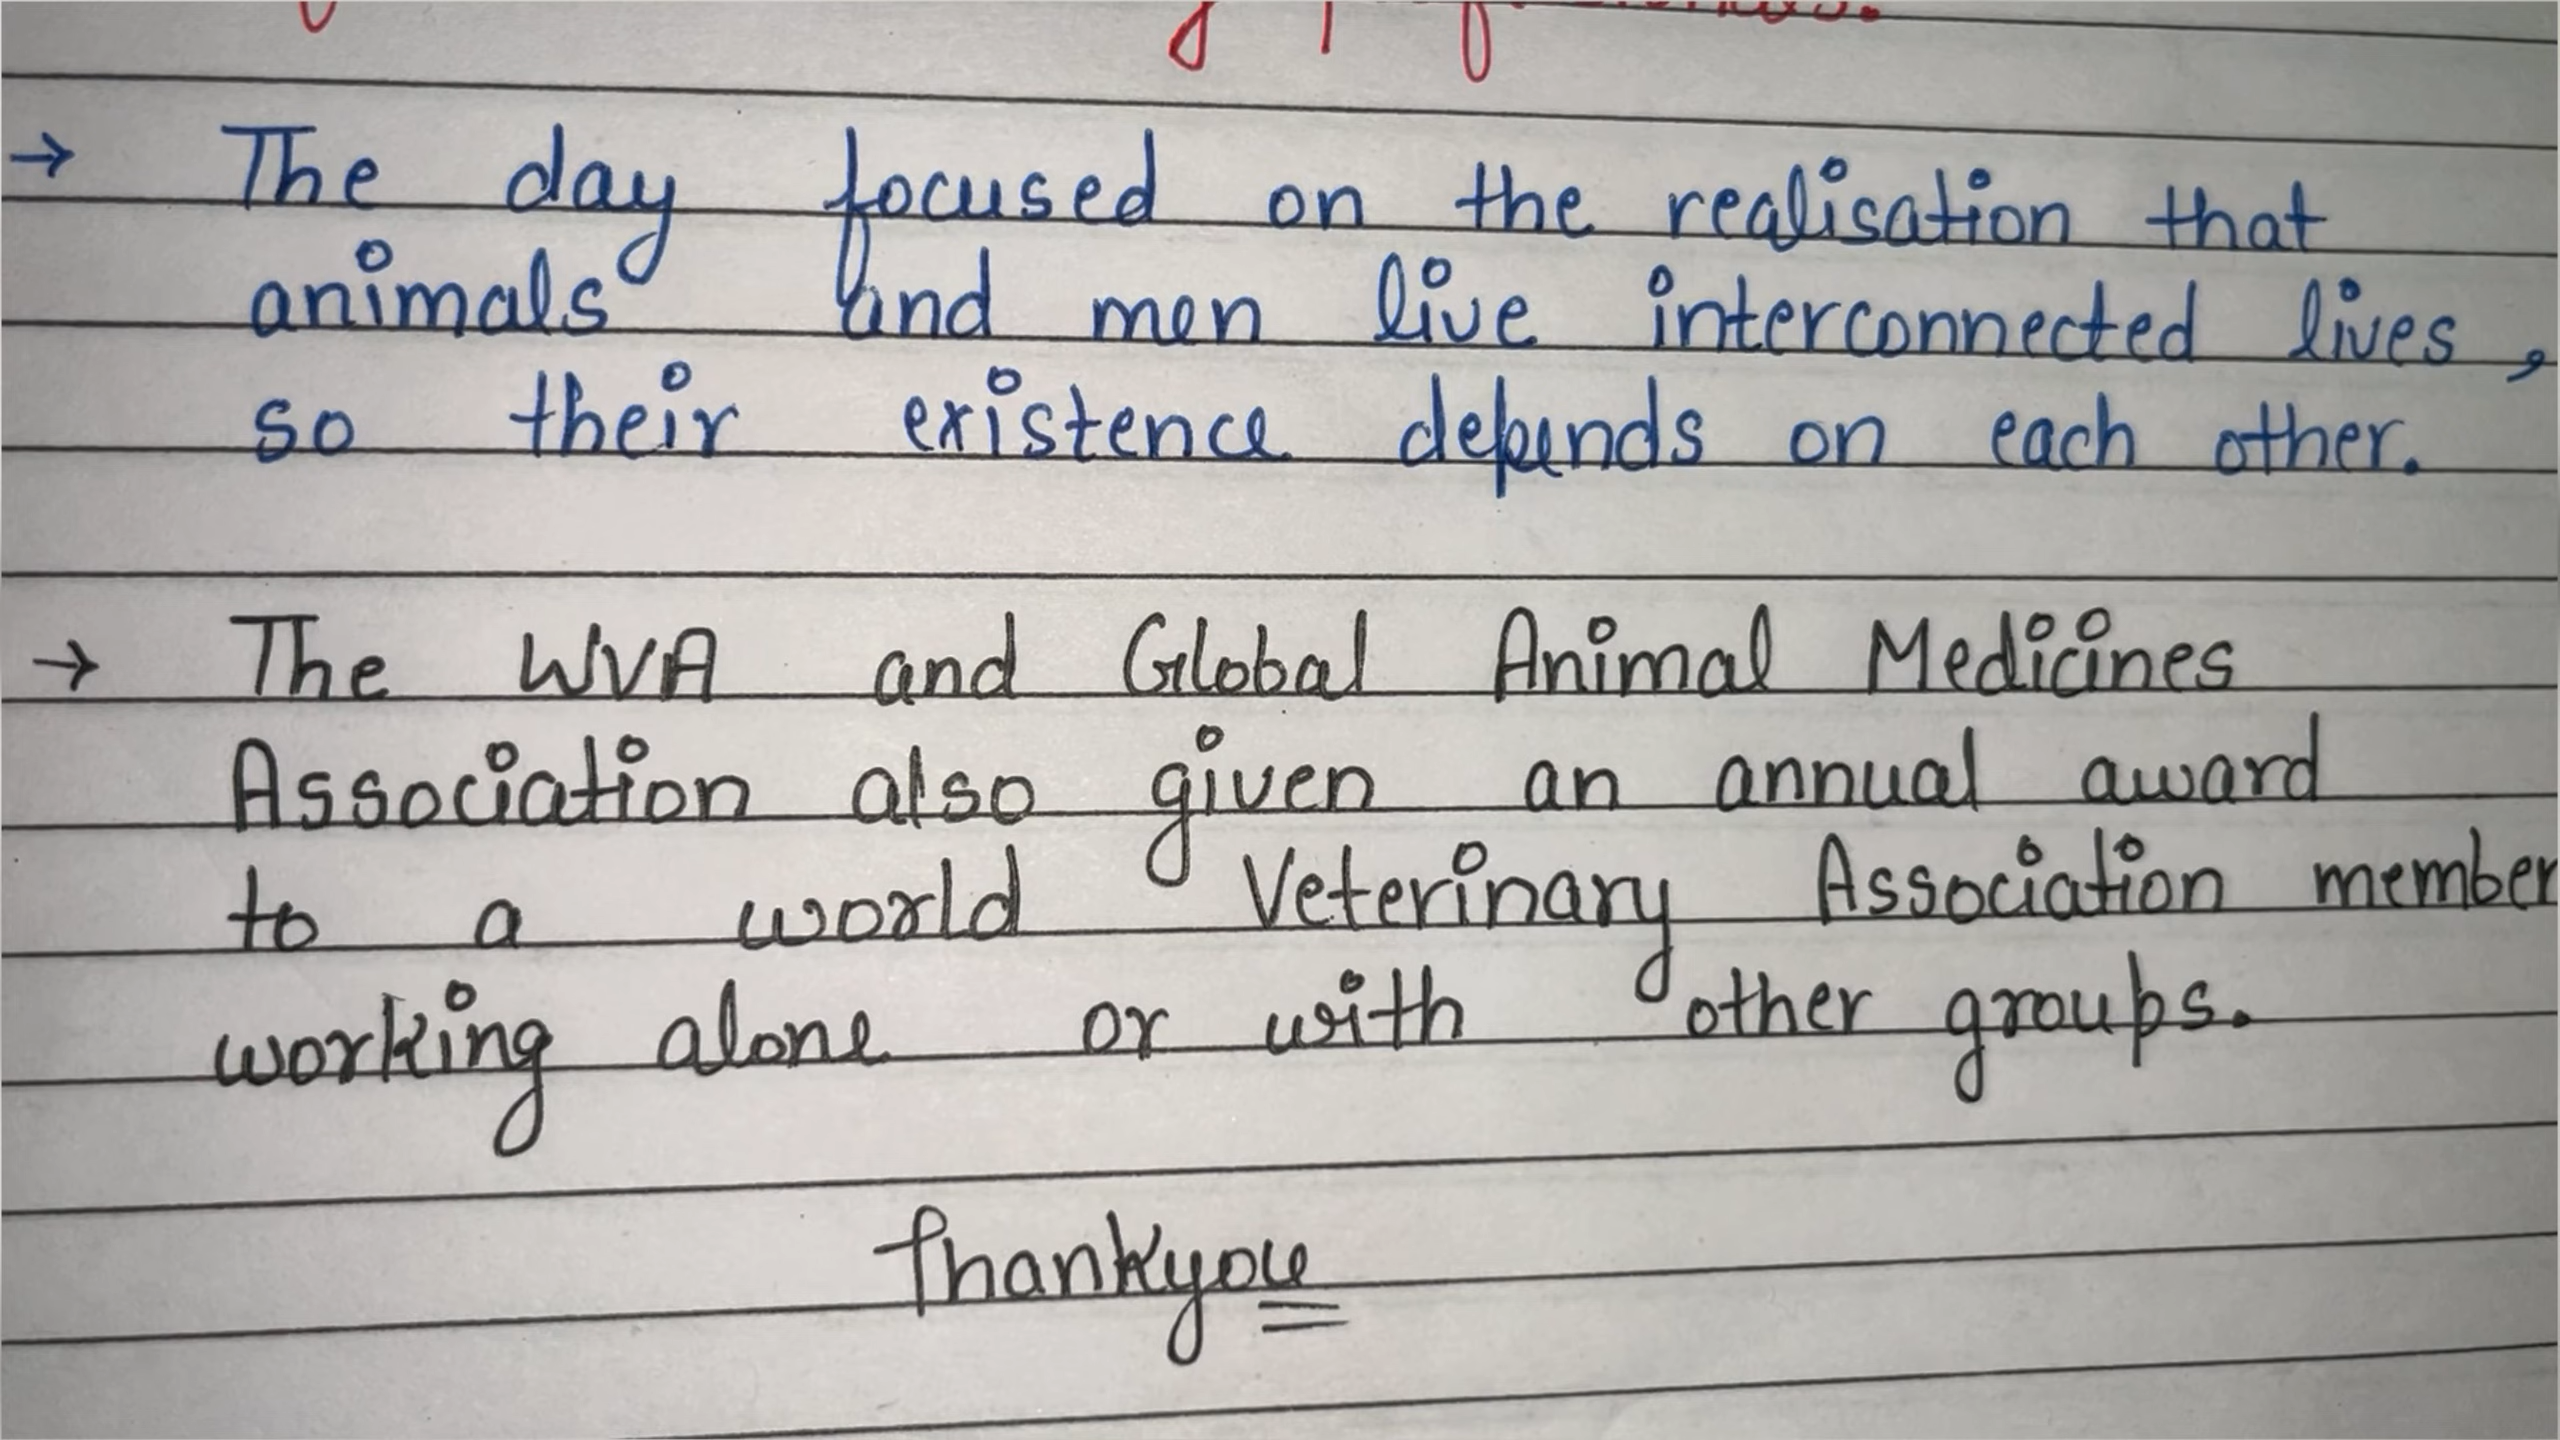 → The day focused on the realisation that
animals and men live interconnected lives,
so their existence depends on each other.
→ The WVA and Global Animal Medicines
Association also given an annual award
to a world Veterinary Association member
working alone or with other groups.
Thankyou